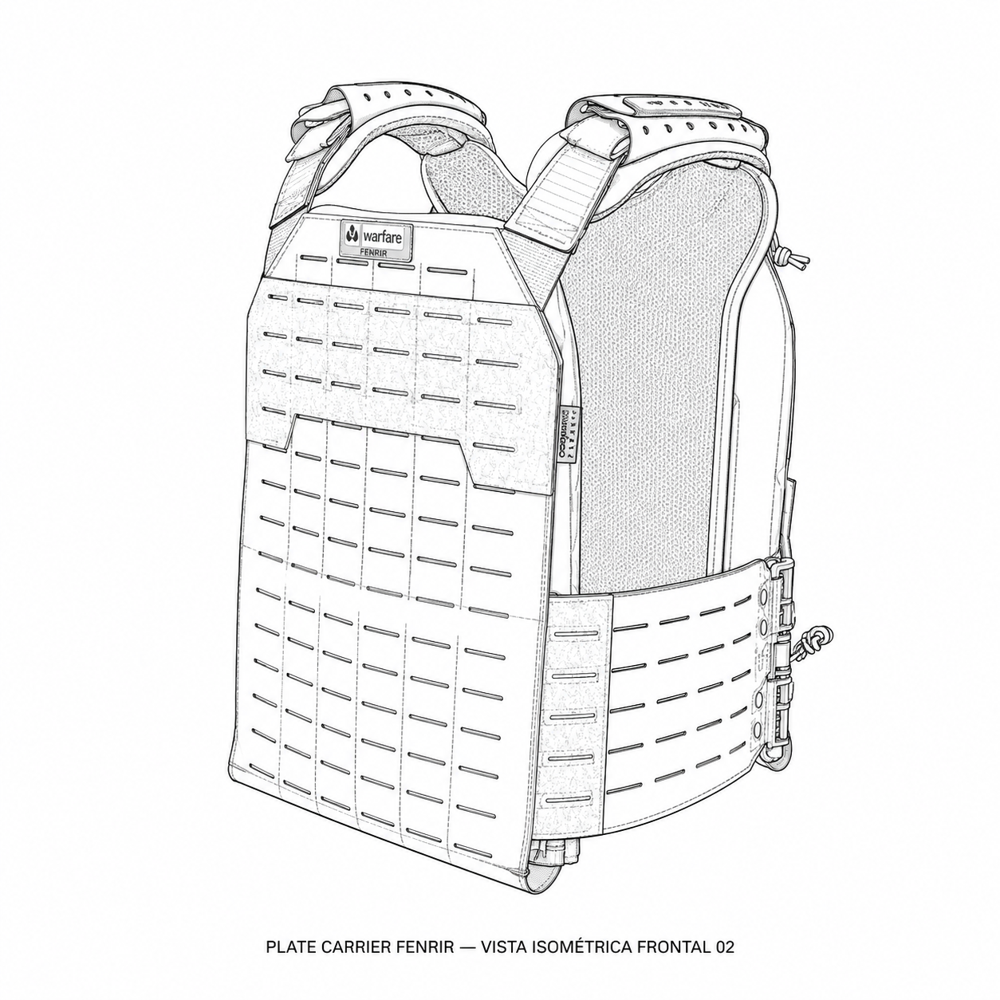 warfare
FENRIR
PLATE CARRIER FENRIR — VISTA ISOMÉTRICA FRONTAL 02